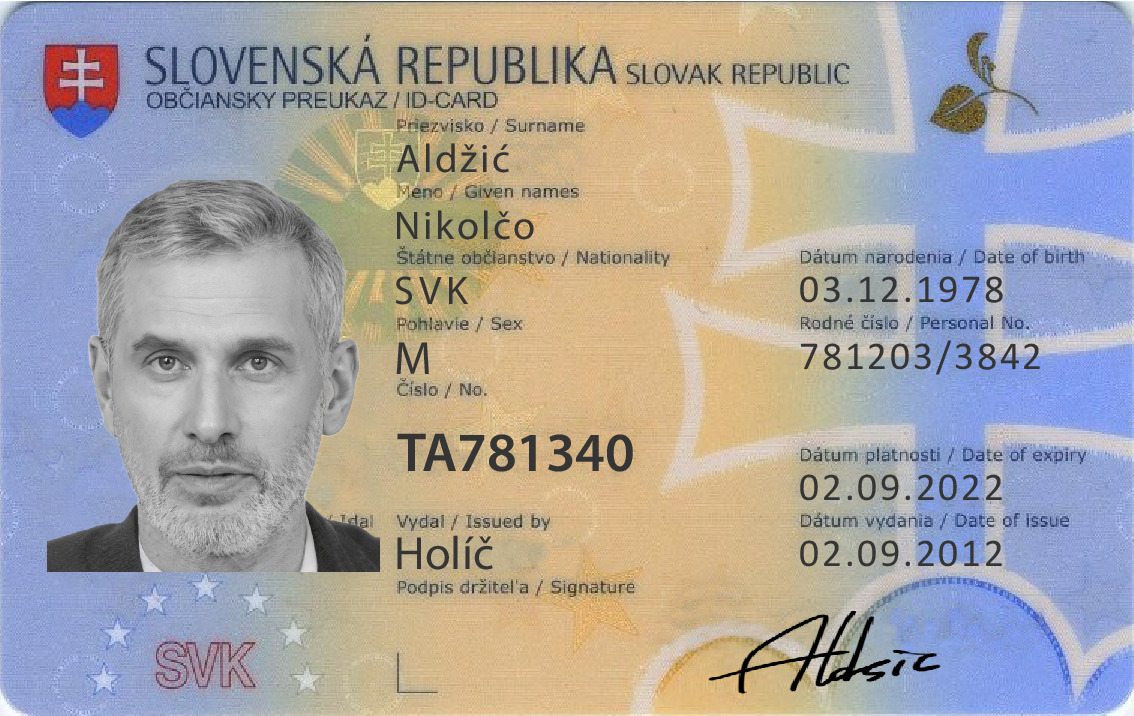 SLOVENSKÁ REPUBLIKA SLOVAK REPUBLIC
OBČIANSKY PREUKAZ / ID-CARD
Priezvisko / Surname
Aldžić
Meno / Given names
Nikolčo
Štátne občianstvo / Nationality
SVK
Dátum narodenia / Date of birth
03.12.1978
Pohlavie / Sex
M
Rodné číslo / Personal No.
781203/3842
Číslo / No.
TA781340
Dátum platnosti / Date of expiry
02.09.2022
Vydal / Issued by
Holíč
Dátum vydania / Date of issue
02.09.2012
Podpis držiteľa / Signature
Aldsic
SVK